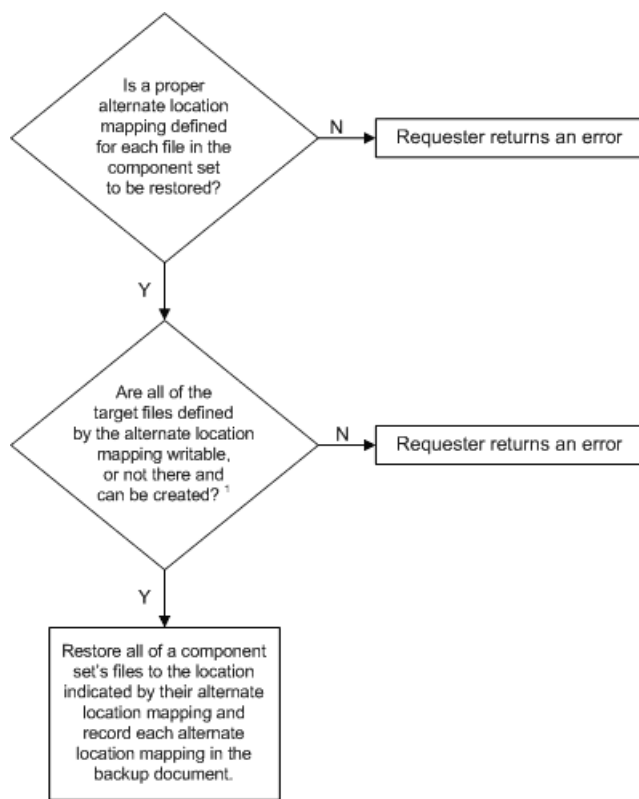 Is a proper
alternate location
mapping defined
for each file in the
component set
to be restored?
N
Requester returns an error
Y
Are all of the
target files defined
by the alternate location
mapping writable,
or not there and
can be created? 1
N
Requester returns an error
Y
Restore all of a component
set's files to the location
indicated by their alternate
location mapping and
record each alternate
location mapping in the
backup document.